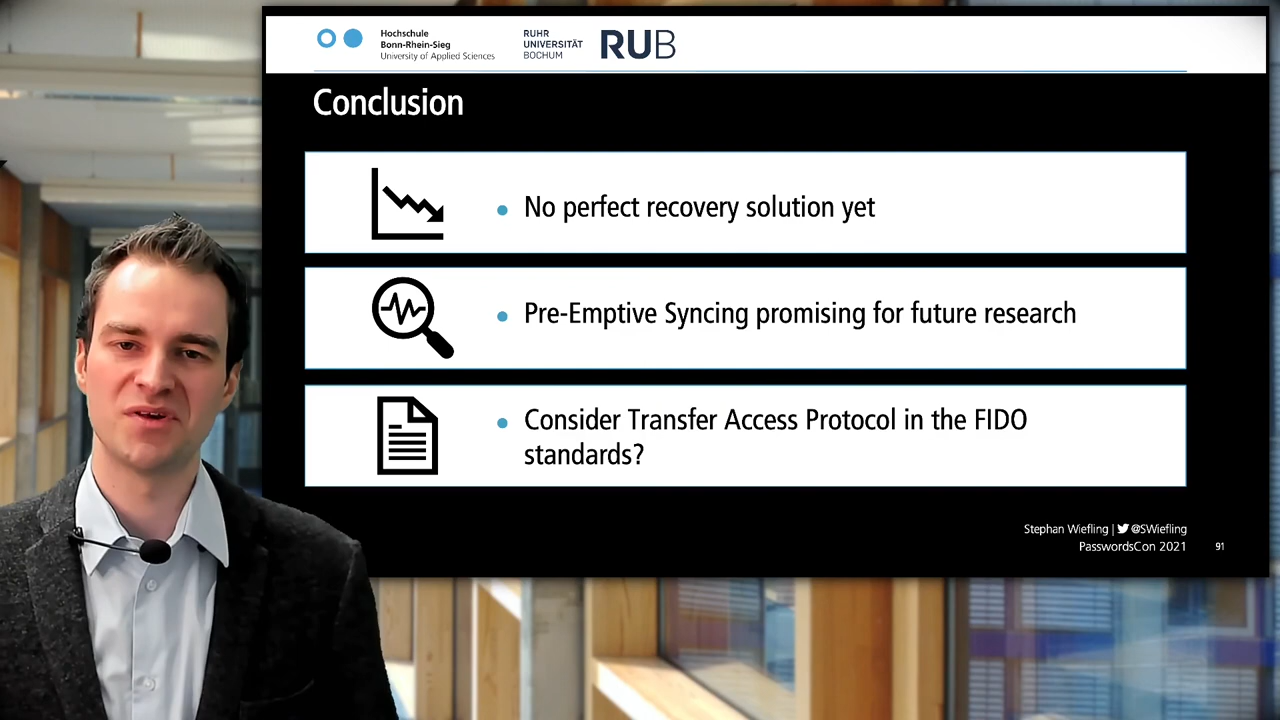 Hochschule
Bonn-Rhein-Sieg
University of Applied Sciences
RUHR
UNIVERSITÄT
BOCHUM
RUB
Conclusion
• No perfect recovery solution yet
• Pre-Emptive Syncing promising for future research
• Consider Transfer Access Protocol in the FIDO
standards?
Stephan Wiefling | @SWiefling
PasswordsCon 2021
91